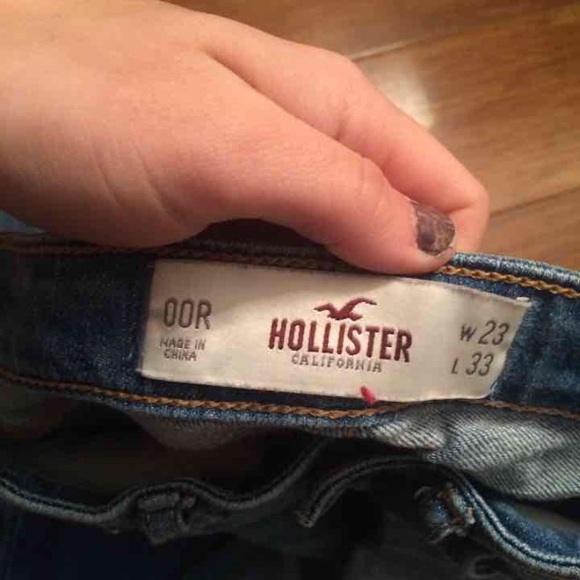 00R
MADE IN
CHINA
HOLLISTER
CALIFORNIA
W 23
L 33